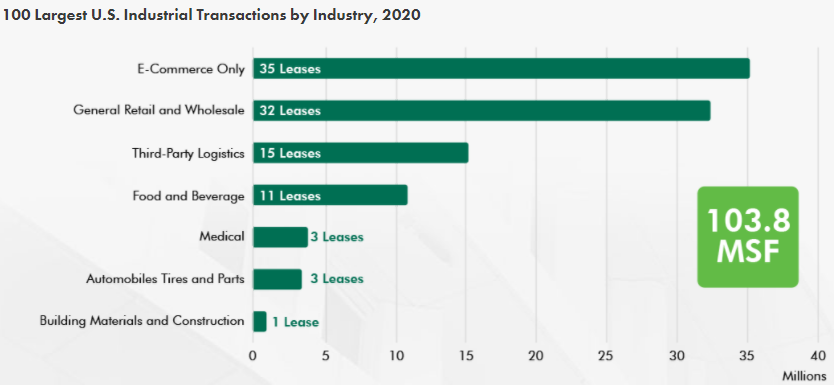 100 Largest U.S. Industrial Transactions by Industry, 2020
E-Commerce Only 35 Leases
General Retail and Wholesale 32 Leases
Third-Party Logistics 15 Leases
Food and Beverage 11 Leases
Medical 3 Leases
Automobiles Tires and Parts 3 Leases
Building Materials and Construction 1 Lease
103.8
MSF
0 5 10 15 20 25 30 35 40
Millions